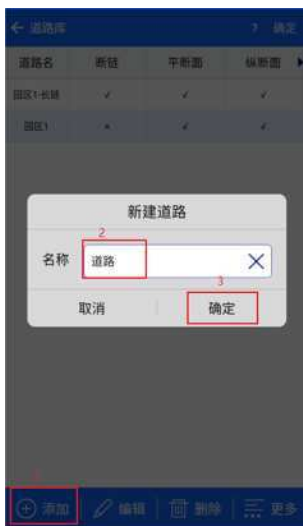 ← 道路库 ? 确定
道路名 断链 平断面 纵断面
园区1-长链 √ √ √
园区1 × √ √
新建道路
2
名称 道路 ×
3
取消 确定
1
添加 编辑 删除 更多